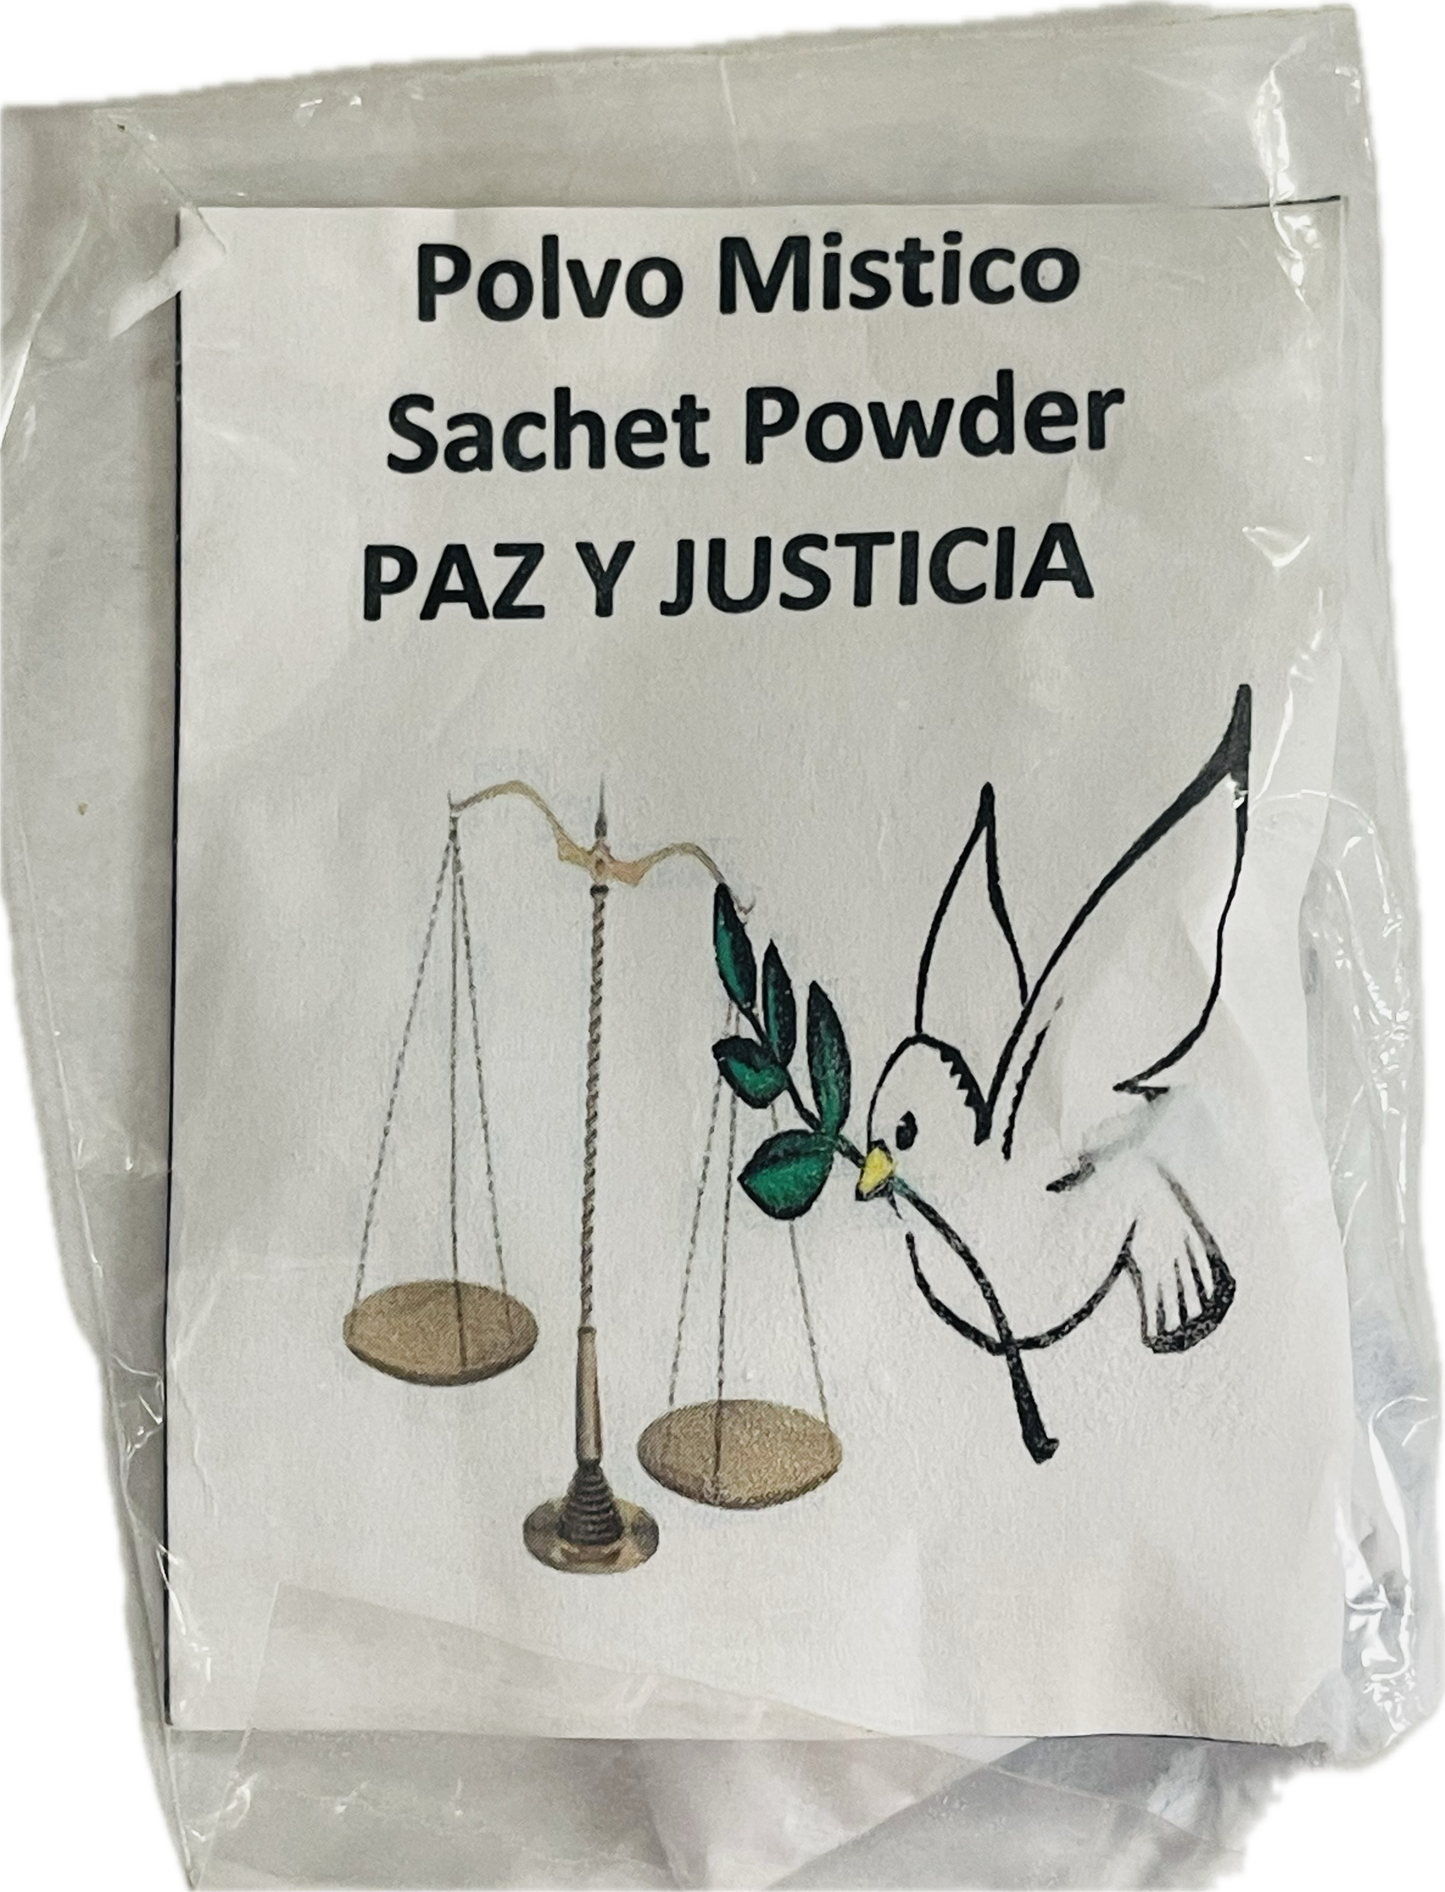 Polvo Mistico
Sachet Powder
PAZ Y JUSTICIA